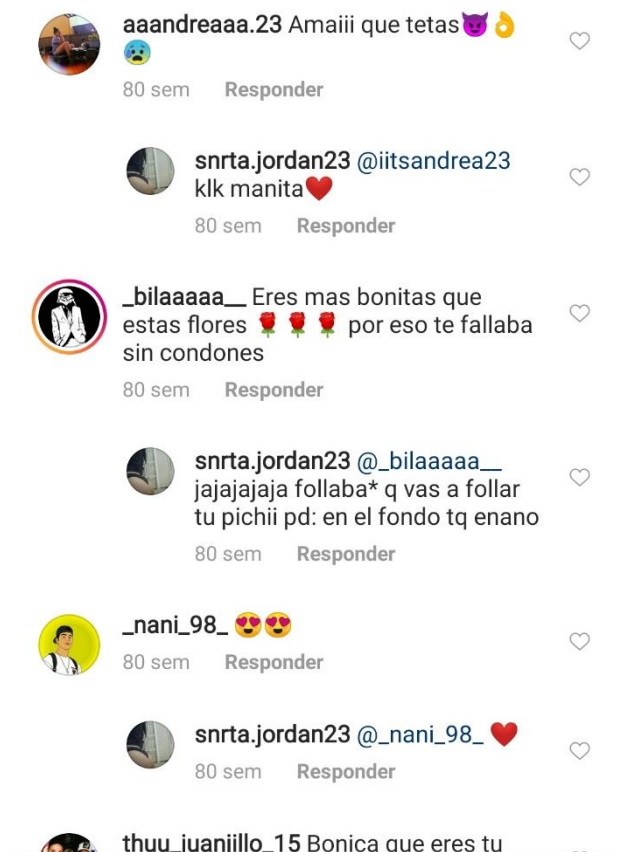 aaandreaaa.23 Amaiii que tetas😈👌
😰
80 sem Responder
snrta.jordan23 @iitsandrea23
klk manita❤️
80 sem Responder
_bilaaaaa__ Eres mas bonitas que
estas flores 🌹🌹🌹 por eso te fallaba
sin condones
80 sem Responder
snrta.jordan23 @_bilaaaaa__
jajajajaja follaba* q vas a follar
tu pichii pd: en el fondo tq enano
80 sem Responder
_nani_98_ 😍😍
80 sem Responder
snrta.jordan23 @_nani_98_ ❤️
80 sem Responder
thuu_juanjillo_15 Bonica que eres tu